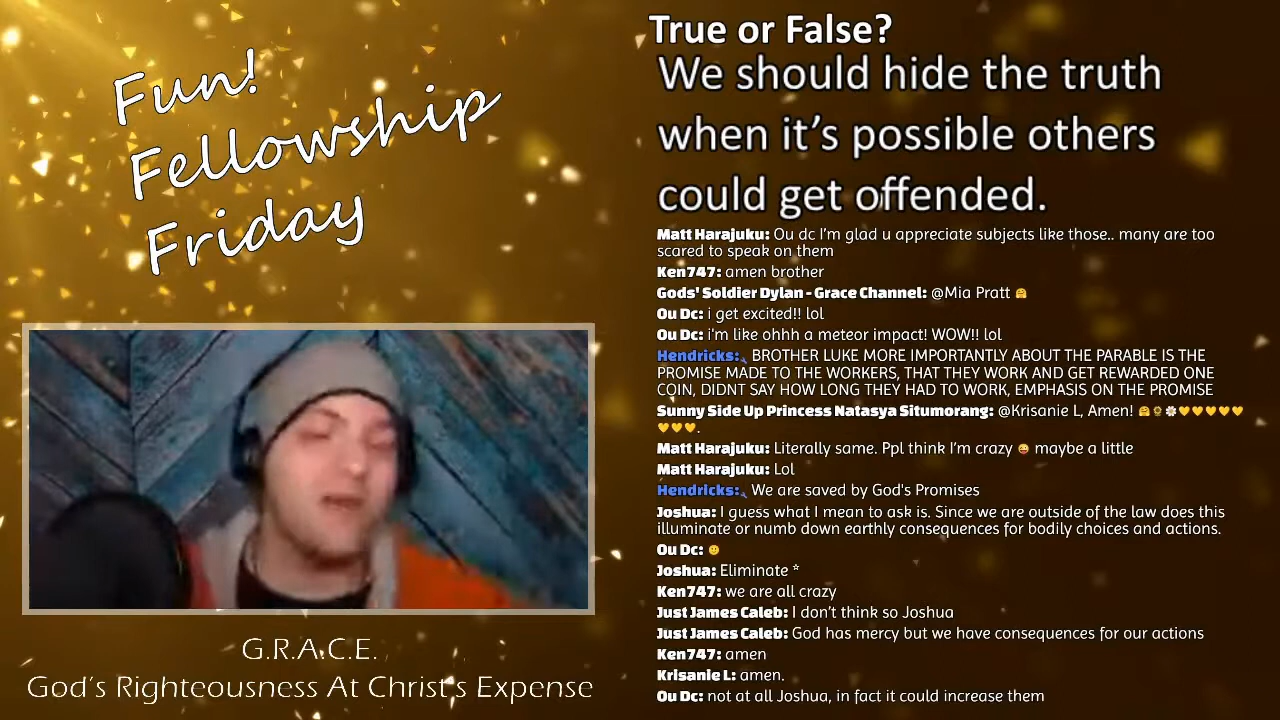 Fun!
Fellowship
Friday
G.R.A.C.E.
God's Righteousness At Christ's Expense
True or False?
We should hide the truth
when it's possible others
could get offended.
Matt Harajuku: Ou dc I'm glad u appreciate subjects like those.. many are too
scared to speak on them
Ken747: amen brother
Gods' Soldier Dylan - Grace Channel: @Mia Pratt 🤗
Ou Dc: i get excited!! lol
Ou Dc: i'm like ohhh a meteor impact! WOW!! lol
Hendricks: BROTHER LUKE MORE IMPORTANTLY ABOUT THE PARABLE IS THE
PROMISE MADE TO THE WORKERS, THAT THEY WORK AND GET REWARDED ONE
COIN, DIDNT SAY HOW LONG THEY HAD TO WORK, EMPHASIS ON THE PROMISE
Sunny Side Up Princess Natasya Situmorang: @Krisanie L, Amen! 🤗🌻🌼💛💛💛💛💛
💛💛💛.
Matt Harajuku: Literally same. Ppl think I'm crazy 😜 maybe a little
Matt Harajuku: Lol
Hendricks: We are saved by God's Promises
Joshua: I guess what I mean to ask is. Since we are outside of the law does this
illuminate or numb down earthly consequences for bodily choices and actions.
Ou Dc: 🙂
Joshua: Eliminate *
Ken747: we are all crazy
Just James Caleb: I don't think so Joshua
Just James Caleb: God has mercy but we have consequences for our actions
Ken747: amen
Krisanie L: amen.
Ou Dc: not at all Joshua, in fact it could increase them